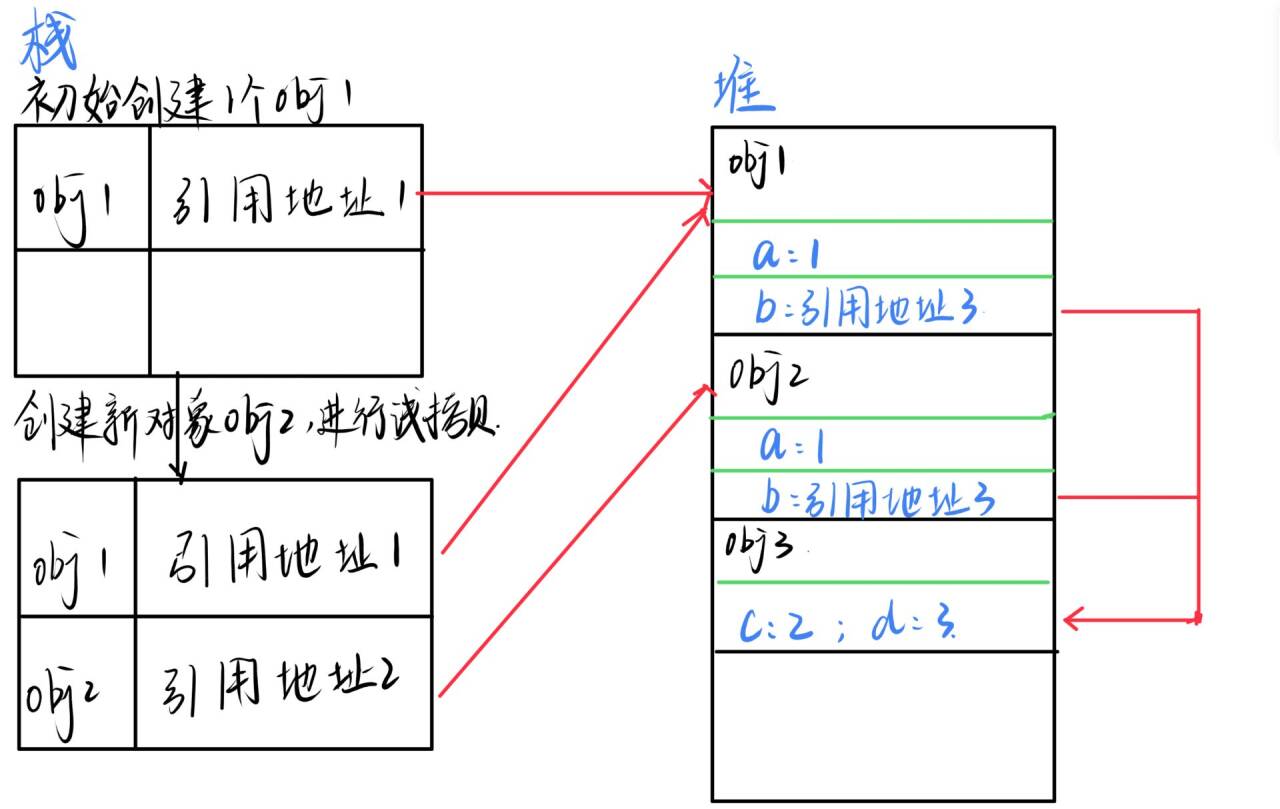 栈
初始创建1个obj1
obj1 引用地址1
创建新对象obj2,进行浅拷贝.
obj1 引用地址1
obj2 引用地址2
堆
obj1
a:1
b:引用地址3.
obj2
a:1
b:引用地址3
obj3.
c:2 ; d:3.